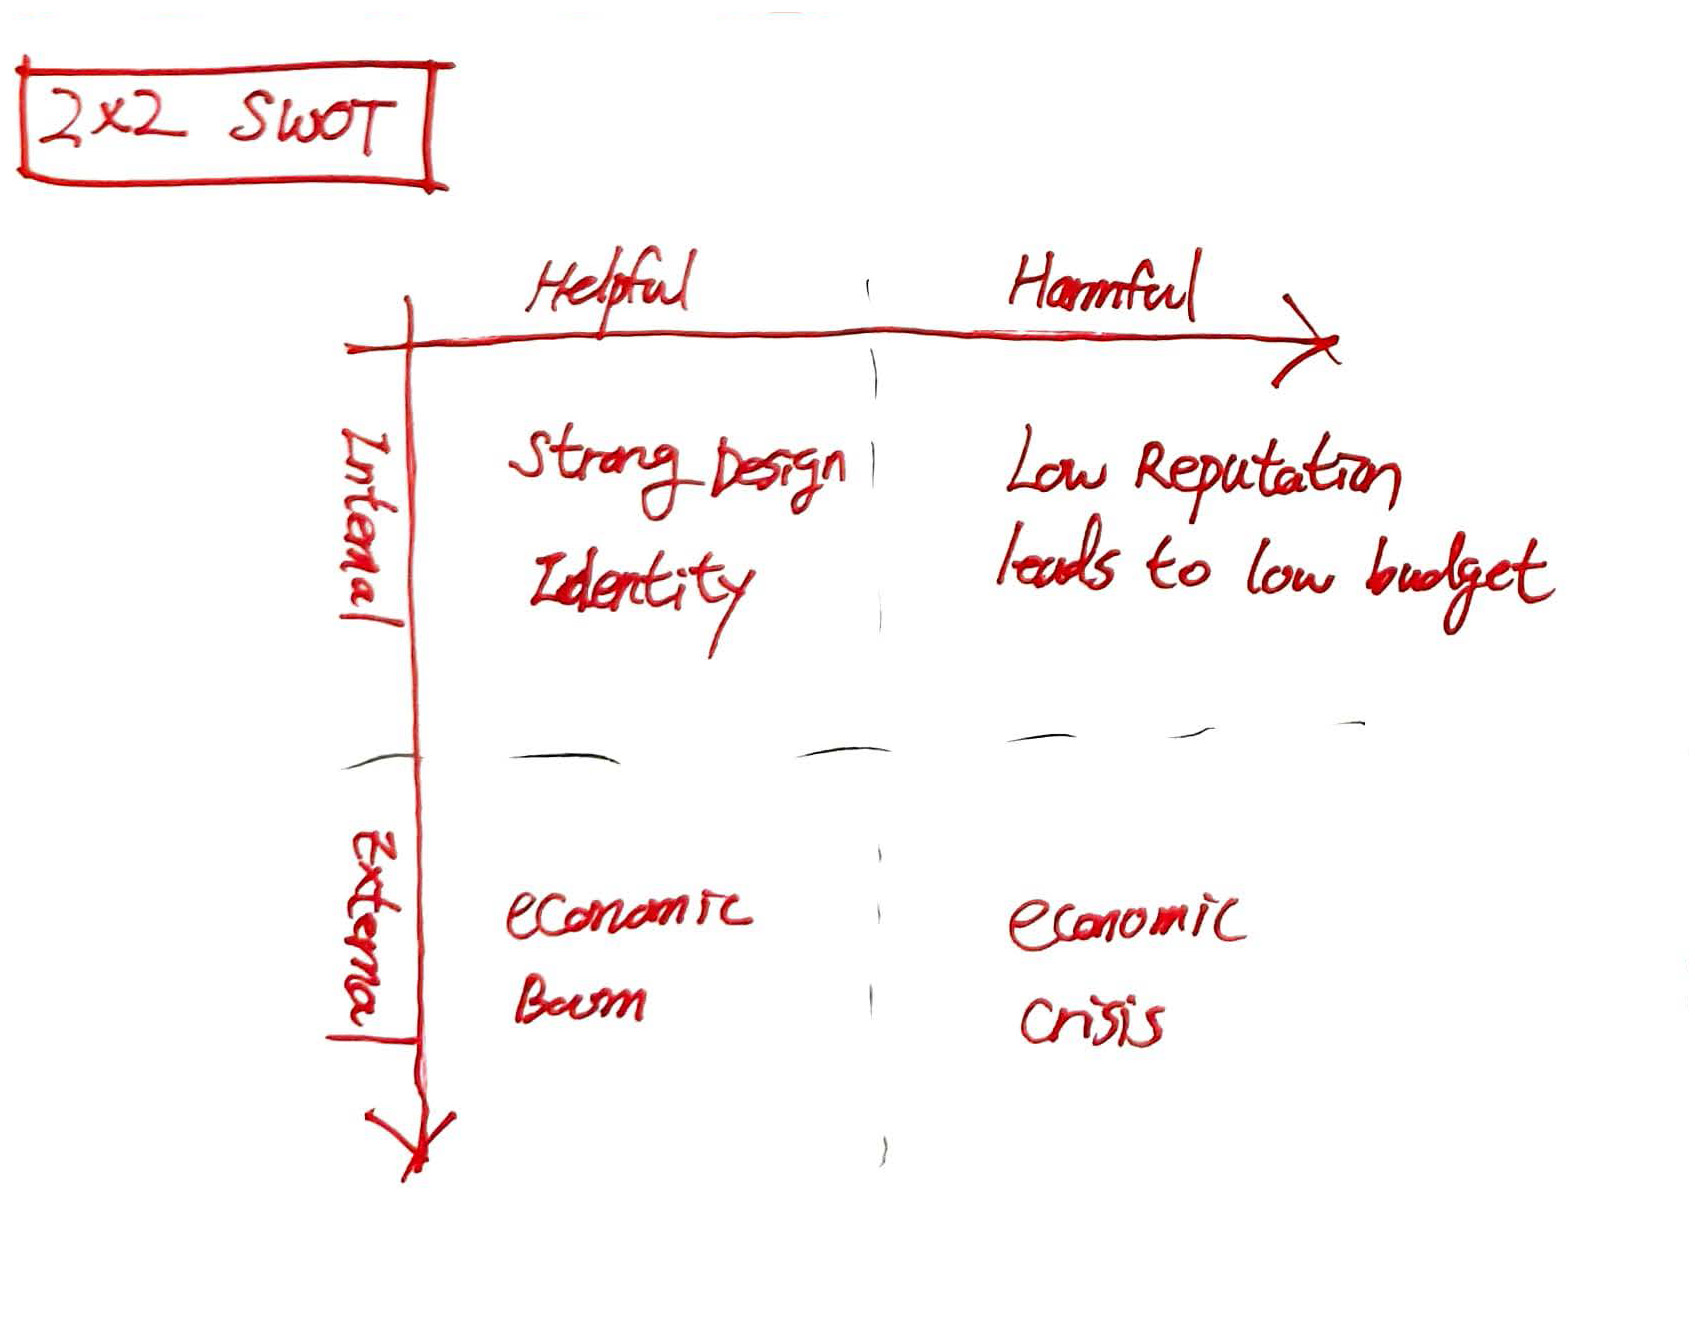 2x2 SWOT
Helpful
Harmful
Internal
Strong Design
Identity
Low Reputation
leads to low budget
External
economic
Boom
economic
Crisis